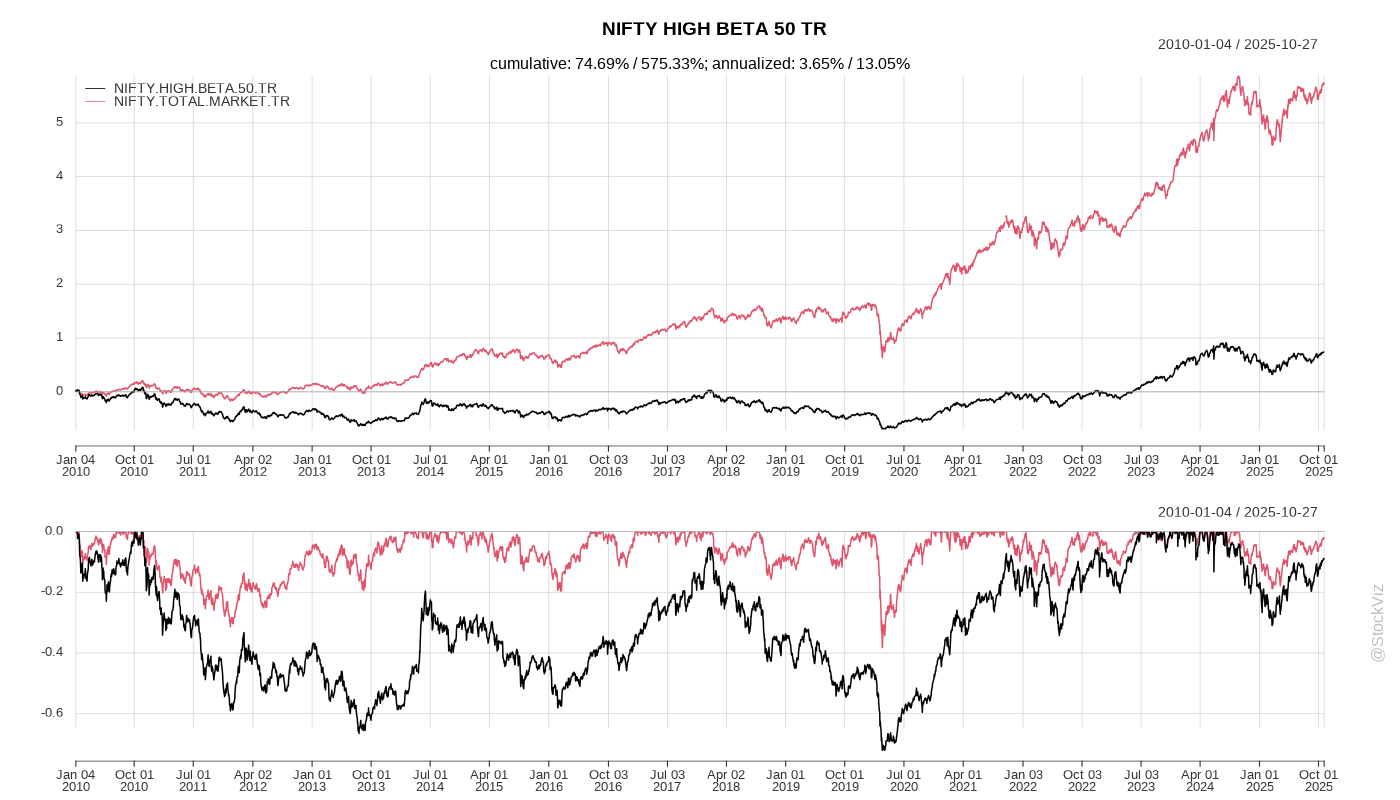 NIFTY HIGH BETA 50 TR
2010-01-04 / 2025-10-27
cumulative: 74.69% / 575.33%; annualized: 3.65% / 13.05%
NIFTY.HIGH.BETA.50.TR
NIFTY.TOTAL.MARKET.TR
5
4
3
2
1
0
Jan 04 Oct 01 Jul 01 Apr 02 Jan 01 Oct 01 Jul 01 Apr 01 Jan 01 Oct 03 Jul 03 Apr 02 Jan 01 Oct 01 Jul 01 Apr 01 Jan 03 Oct 03 Jul 03 Apr 01 Jan 01 Oct 01
2010 2010 2011 2012 2013 2013 2014 2015 2016 2016 2017 2018 2019 2019 2020 2021 2022 2022 2023 2024 2025 2025
2010-01-04 / 2025-10-27
0.0
-0.2
-0.4
-0.6
Jan 04 Oct 01 Jul 01 Apr 02 Jan 01 Oct 01 Jul 01 Apr 01 Jan 01 Oct 03 Jul 03 Apr 02 Jan 01 Oct 01 Jul 01 Apr 01 Jan 03 Oct 03 Jul 03 Apr 01 Jan 01 Oct 01
2010 2010 2011 2012 2013 2013 2014 2015 2016 2016 2017 2018 2019 2019 2020 2021 2022 2022 2023 2024 2025 2025
@StockViz